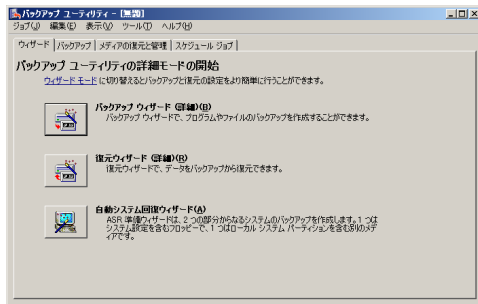 バックアップ ユーティリティ - [無題]
ジョブ(J) 編集(E) 表示(V) ツール(T) ヘルプ(H)
ウィザード バックアップ メディアの復元と管理 スケジュール ジョブ
バックアップ ユーティリティの詳細モードの開始
ウィザード モード に切り替えるとバックアップと復元の設定をより簡単に行うことができます。
バックアップ ウィザード (詳細)(B)
バックアップ ウィザードで、プログラムやファイルのバックアップを作成することができます。
復元ウィザード (詳細)(R)
復元ウィザードで、データをバックアップから復元できます。
自動システム回復ウィザード(A)
ASR 準備ウィザードは、2 つの部分からなるシステムのバックアップを作成します。1 つは
システム設定を含むフロッピーで、1 つはローカル システム パーティションを含む別のメデ
ィアです。